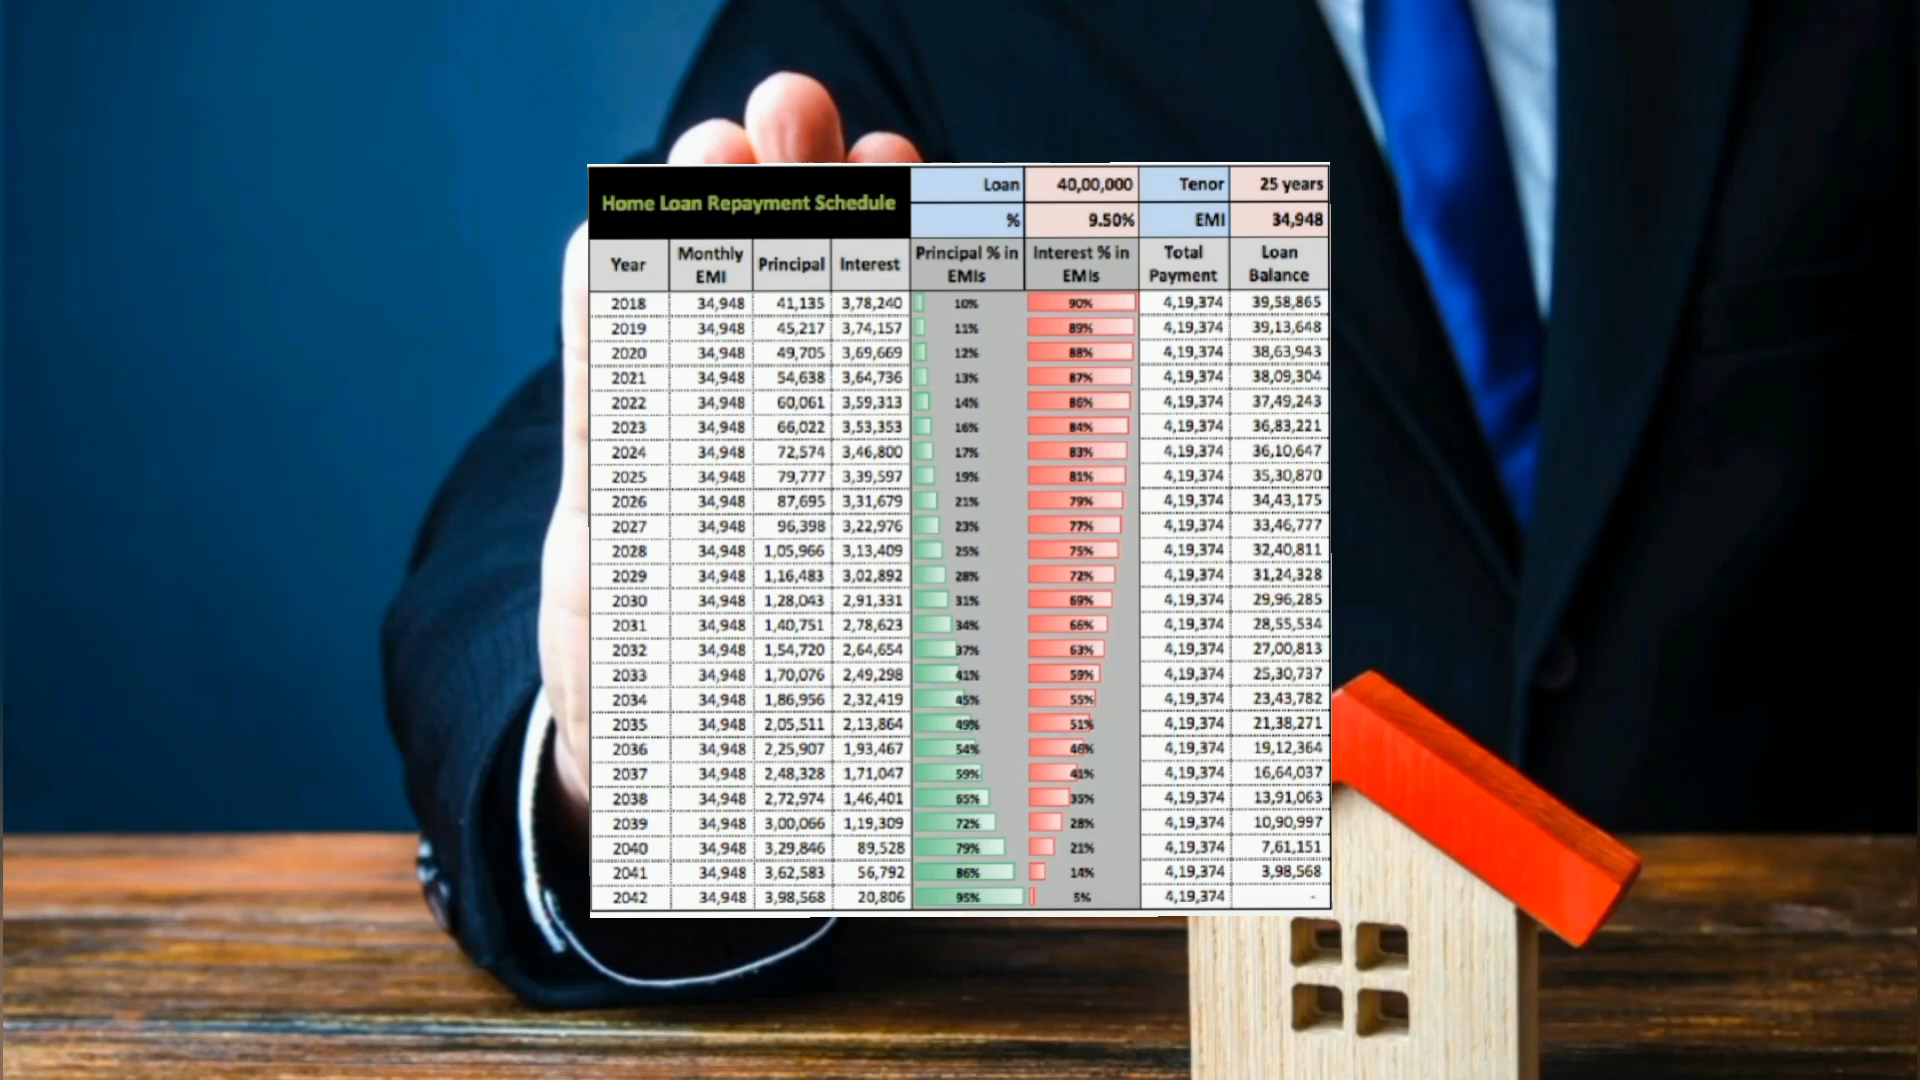 Home Loan Repayment Schedule
Loan 40,00,000 Tenor 25 years
% 9.50% EMI 34,948
Year Monthly EMI Principal Interest Principal % in EMIs Interest % in EMIs Total Payment Loan Balance
2018 34,948 41,135 3,78,240 10% 90% 4,19,374 39,58,865
2019 34,948 45,217 3,74,157 11% 89% 4,19,374 39,13,648
2020 34,948 49,705 3,69,669 12% 88% 4,19,374 38,63,943
2021 34,948 54,638 3,64,736 13% 87% 4,19,374 38,09,304
2022 34,948 60,061 3,59,313 14% 86% 4,19,374 37,49,243
2023 34,948 66,022 3,53,353 16% 84% 4,19,374 36,83,221
2024 34,948 72,574 3,46,800 17% 83% 4,19,374 36,10,647
2025 34,948 79,777 3,39,597 19% 81% 4,19,374 35,30,870
2026 34,948 87,695 3,31,679 21% 79% 4,19,374 34,43,175
2027 34,948 96,398 3,22,976 23% 77% 4,19,374 33,46,777
2028 34,948 1,05,966 3,13,409 25% 75% 4,19,374 32,40,811
2029 34,948 1,16,483 3,02,892 28% 72% 4,19,374 31,24,328
2030 34,948 1,28,043 2,91,331 31% 69% 4,19,374 29,96,285
2031 34,948 1,40,751 2,78,623 34% 66% 4,19,374 28,55,534
2032 34,948 1,54,720 2,64,654 37% 63% 4,19,374 27,00,813
2033 34,948 1,70,076 2,49,298 41% 59% 4,19,374 25,30,737
2034 34,948 1,86,956 2,32,419 45% 55% 4,19,374 23,43,782
2035 34,948 2,05,511 2,13,864 49% 51% 4,19,374 21,38,271
2036 34,948 2,25,907 1,93,467 54% 46% 4,19,374 19,12,364
2037 34,948 2,48,328 1,71,047 59% 41% 4,19,374 16,64,037
2038 34,948 2,72,974 1,46,401 65% 35% 4,19,374 13,91,063
2039 34,948 3,00,066 1,19,309 72% 28% 4,19,374 10,90,997
2040 34,948 3,29,846 89,528 79% 21% 4,19,374 7,61,151
2041 34,948 3,62,583 56,792 86% 14% 4,19,374 3,98,568
2042 34,948 3,98,568 20,806 95% 5% 4,19,374 -